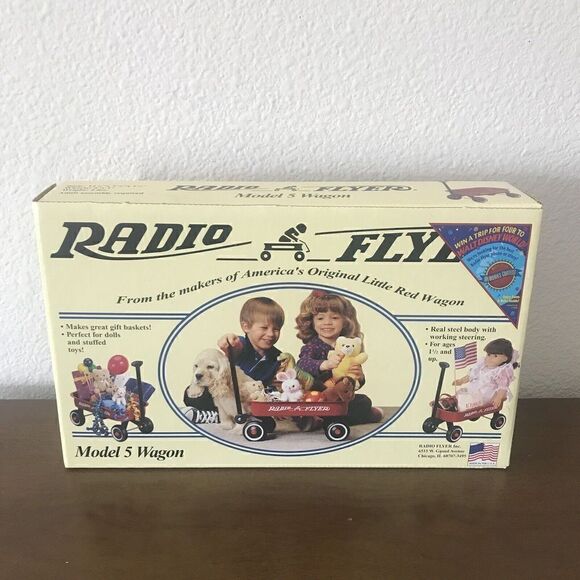 RADIO FLYER
Model 5 Wagon
RADIO FLYE
WIN A TRIP FOR FOUR TO
WALT DISNEY WORLD!
From the makers of America's Original Little Red Wagon
• Makes great gift baskets!
• Perfect for dolls
and stuffed
toys!
• Real steel body with
working steering.
• For ages
1½ and
up.
RADIO FLYER
Model 5 Wagon
RADIO FLYER Inc.
6515 W. Grand Avenue
Chicago, IL 60707-3495